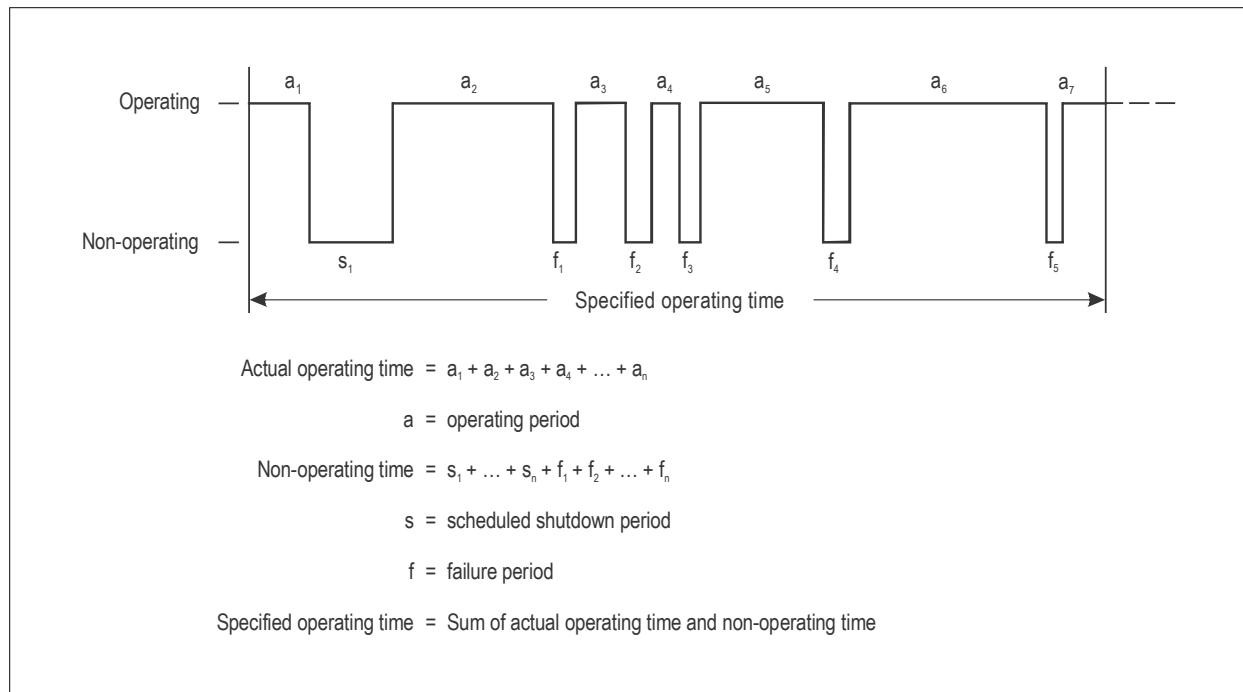 a₁ a₂ a₃ a₄ a₅ a₆ a₇
Operating
Non-operating
s₁ f₁ f₂ f₃ f₄ f₅
Specified operating time
Actual operating time = a₁ + a₂ + a₃ + a₄ + … + aₙ
a = operating period
Non-operating time = s₁ + … + sₙ + f₁ + f₂ + … + fₙ
s = scheduled shutdown period
f = failure period
Specified operating time = Sum of actual operating time and non-operating time